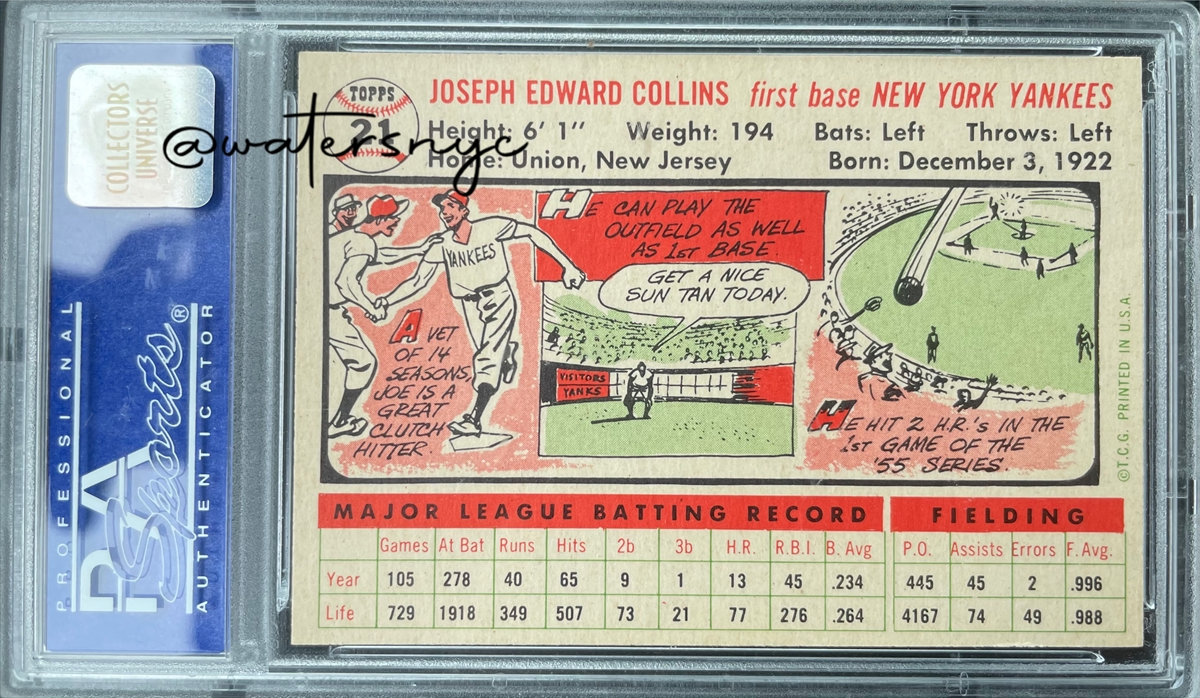 COLLECTORS
UNIVERSE
PROFESSIONAL
PSA
Sports®
AUTHENTICATOR
@watersnyc
TOPPS
21
JOSEPH EDWARD COLLINS first base NEW YORK YANKEES
Height: 6' 1" Weight: 194 Bats: Left Throws: Left
Home: Union, New Jersey Born: December 3, 1922
YANKEES
A VET
OF 14
SEASONS,
JOE IS A
GREAT
CLUTCH
HITTER.
HE CAN PLAY THE
OUTFIELD AS WELL
AS 1ST BASE
GET A NICE
SUN TAN TODAY.
VISITORS
YANKS
HE HIT 2 H.R.'S IN THE
1ST GAME OF THE
'55 SERIES.
©T.C.G. PRINTED IN U.S.A.
MAJOR LEAGUE BATTING RECORD FIELDING
Games At Bat Runs Hits 2b 3b H.R. R.B.I. B. Avg P.O. Assists Errors F. Avg.
Year 105 278 40 65 9 1 13 45 .234 445 45 2 .996
Life 729 1918 349 507 73 21 77 276 .264 4167 74 49 .988